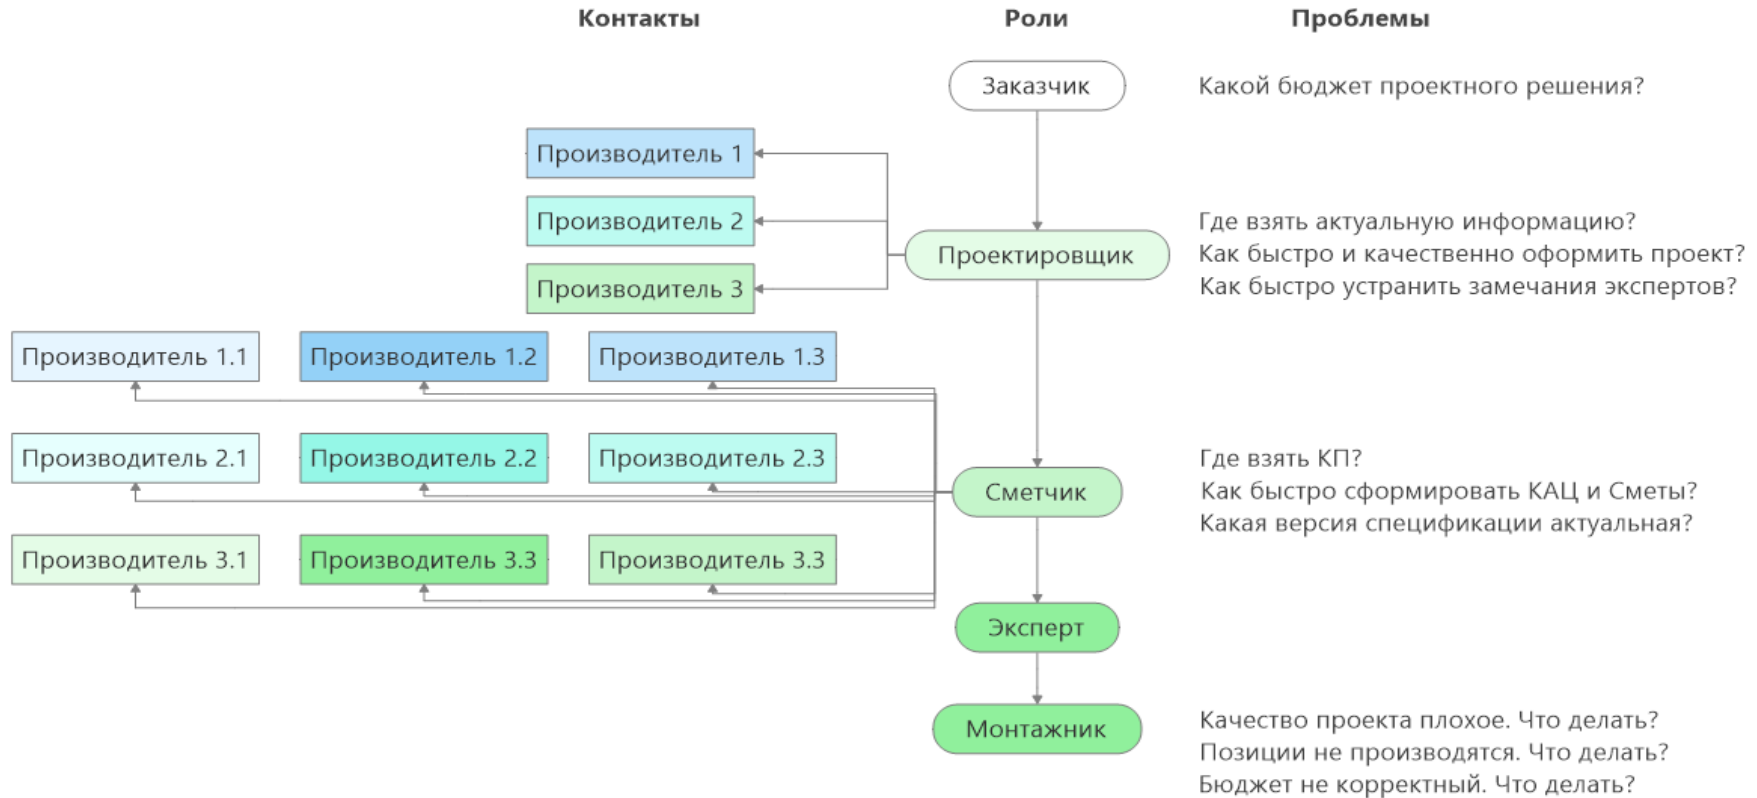 Контакты Роли Проблемы
Заказчик Какой бюджет проектного решения?
Производитель 1
Производитель 2 Где взять актуальную информацию?
Проектировщик Как быстро и качественно оформить проект?
Производитель 3 Как быстро устранить замечания экспертов?
Производитель 1.1 Производитель 1.2 Производитель 1.3
Производитель 2.1 Производитель 2.2 Производитель 2.3 Где взять КП?
Сметчик Как быстро сформировать КАЦ и Сметы?
Какая версия спецификации актуальная?
Производитель 3.1 Производитель 3.3 Производитель 3.3
Эксперт
Монтажник Качество проекта плохое. Что делать?
Позиции не производятся. Что делать?
Бюджет не корректный. Что делать?